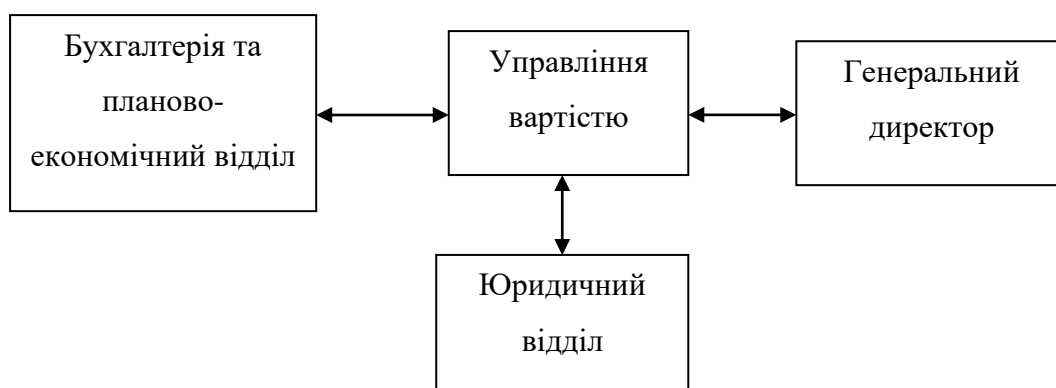 Бухгалтерія та
планово-
економічний відділ
Управління
вартістю
Генеральний
директор
Юридичний
відділ